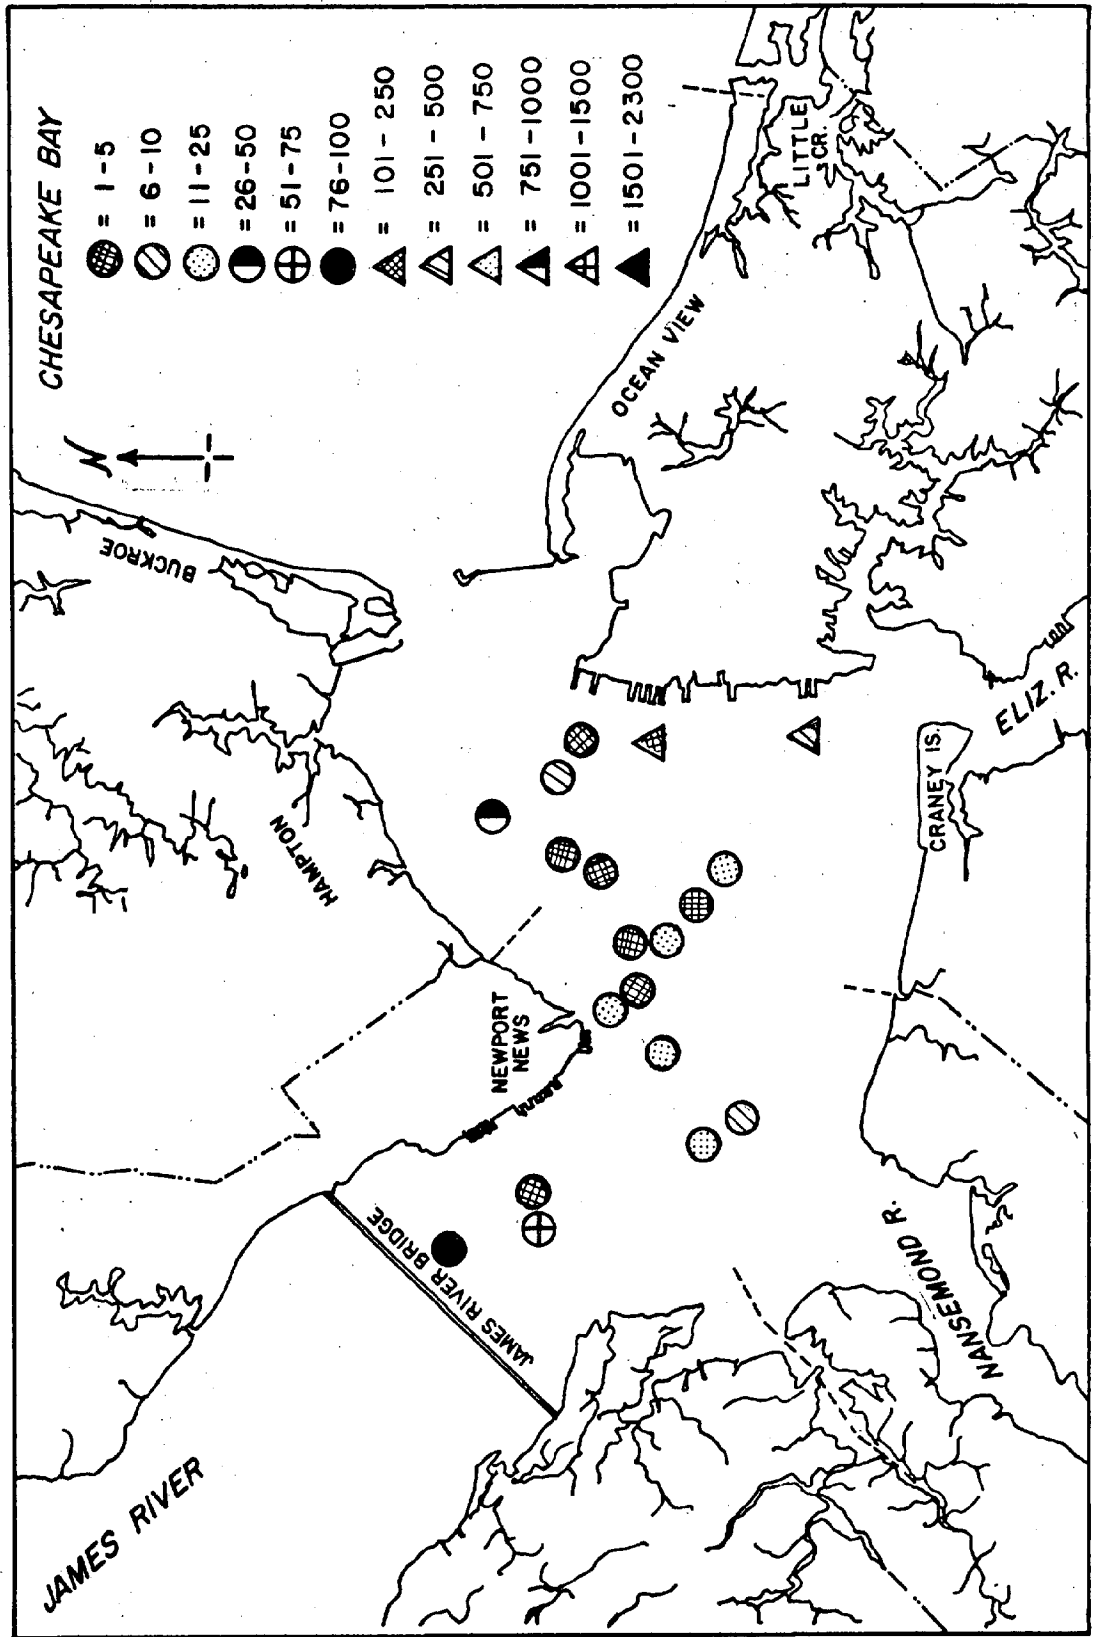 CHESAPEAKE BAY
= 1-5
= 6-10
= 11-25
= 26-50
= 51-75
= 76-100
= 101-250
= 251-500
= 501-750
= 751-1000
= 1001-1500
= 1501-2300
N
BUCKROE
HAMPTON
NEWPORT
NEWS
JAMES RIVER BRIDGE
JAMES RIVER
NANSEMOND R.
CRANEY IS.
ELIZ. R.
OCEAN VIEW
LITTLE
CR.